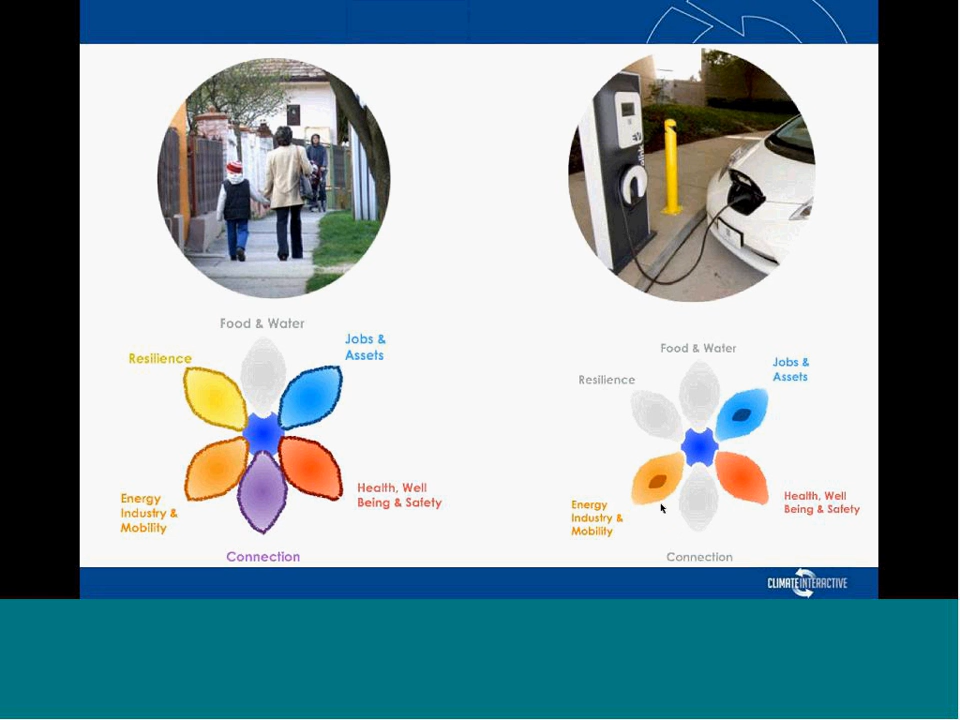 Food & Water
Jobs &
Assets
Resilience
Health, Well
Being & Safety
Energy
Industry &
Mobility
Connection
Food & Water
Jobs &
Assets
Resilience
Health, Well
Being & Safety
Energy
Industry &
Mobility
Connection
CLIMATE INTERACTIVE